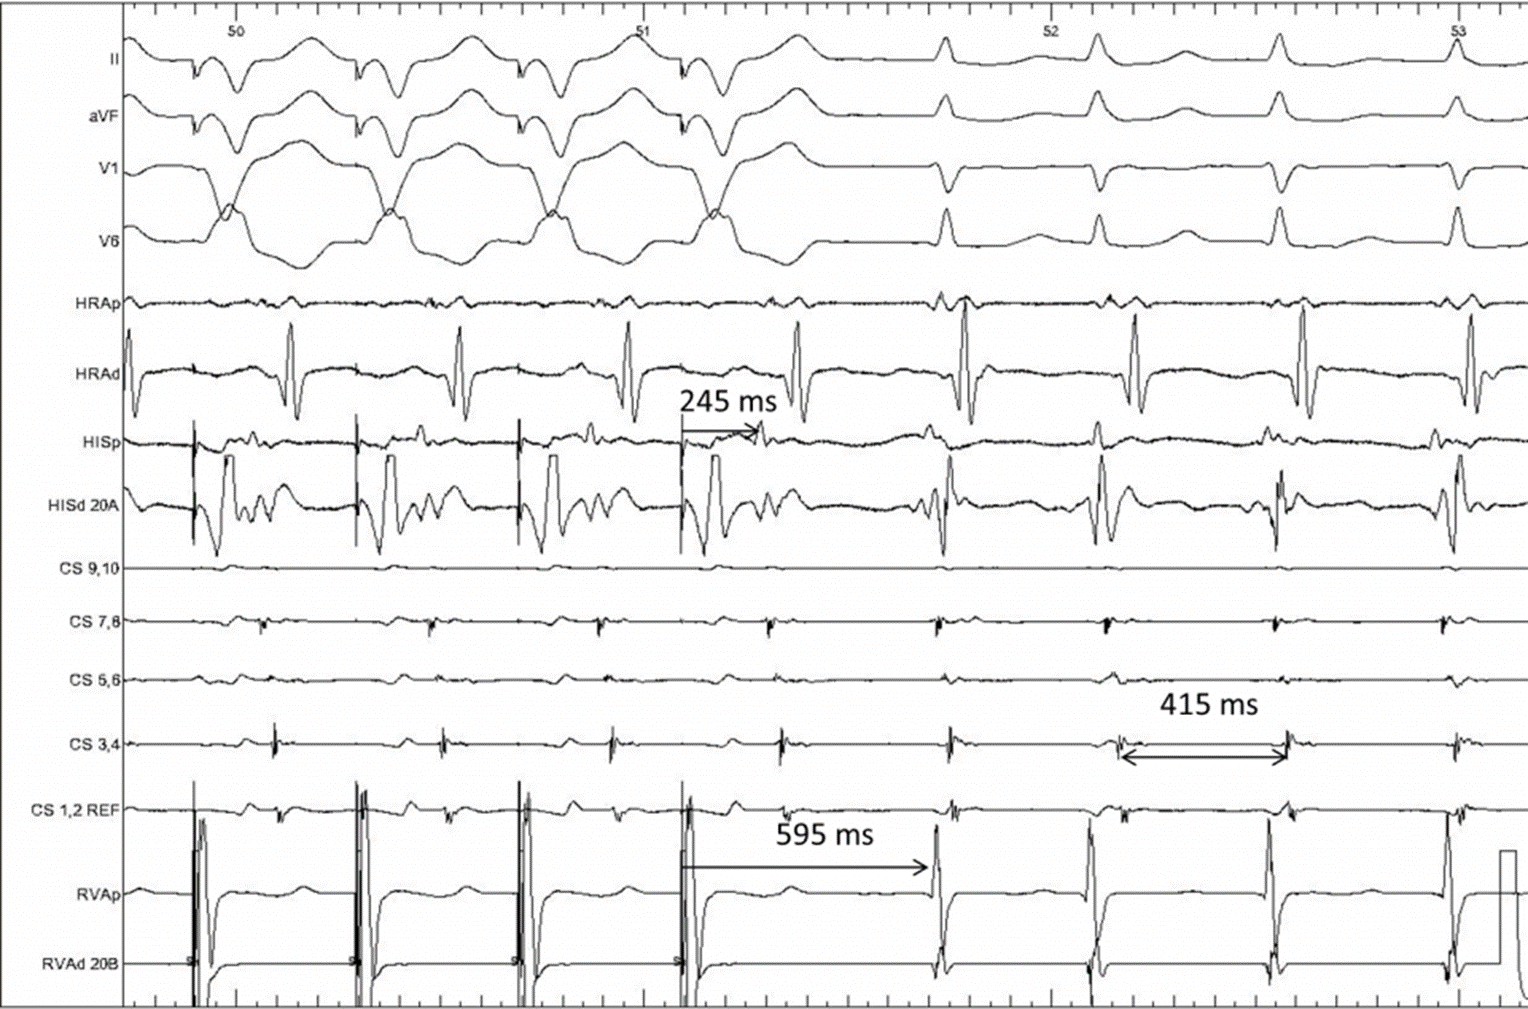 50 51 52 53
II
aVF
V1
V6
HRAp
HRAd
245 ms
HISp
HISd 20A
CS 9,10
CS 7,8
CS 5,6
415 ms
CS 3,4
CS 1,2 REF
595 ms
RVAp
S S S S
RVAd 20B